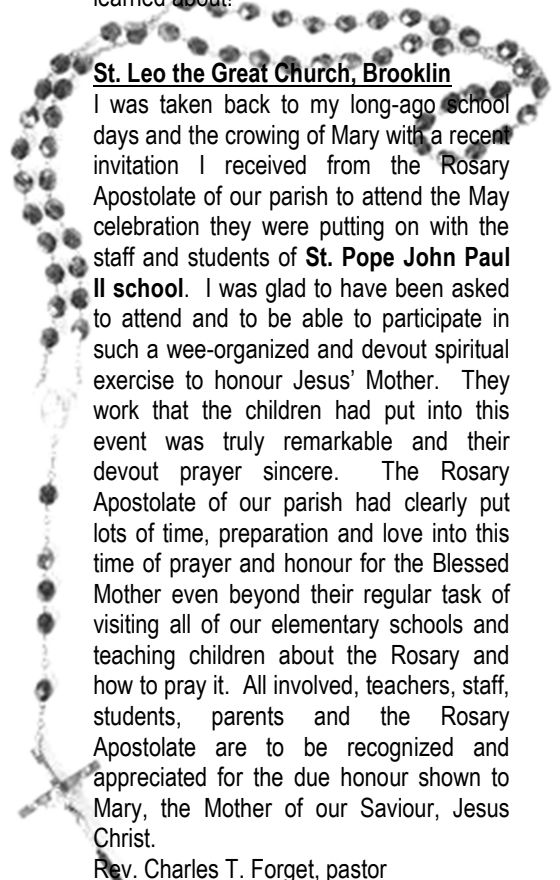 learned about!
St. Leo the Great Church, Brooklin
I was taken back to my long-ago school
days and the crowing of Mary with a recent
invitation I received from the Rosary
Apostolate of our parish to attend the May
celebration they were putting on with the
staff and students of St. Pope John Paul
II school. I was glad to have been asked
to attend and to be able to participate in
such a wee-organized and devout spiritual
exercise to honour Jesus' Mother. They
work that the children had put into this
event was truly remarkable and their
devout prayer sincere. The Rosary
Apostolate of our parish had clearly put
lots of time, preparation and love into this
time of prayer and honour for the Blessed
Mother even beyond their regular task of
visiting all of our elementary schools and
teaching children about the Rosary and
how to pray it. All involved, teachers, staff,
students, parents and the Rosary
Apostolate are to be recognized and
appreciated for the due honour shown to
Mary, the Mother of our Saviour, Jesus
Christ.
Rev. Charles T. Forget, pastor